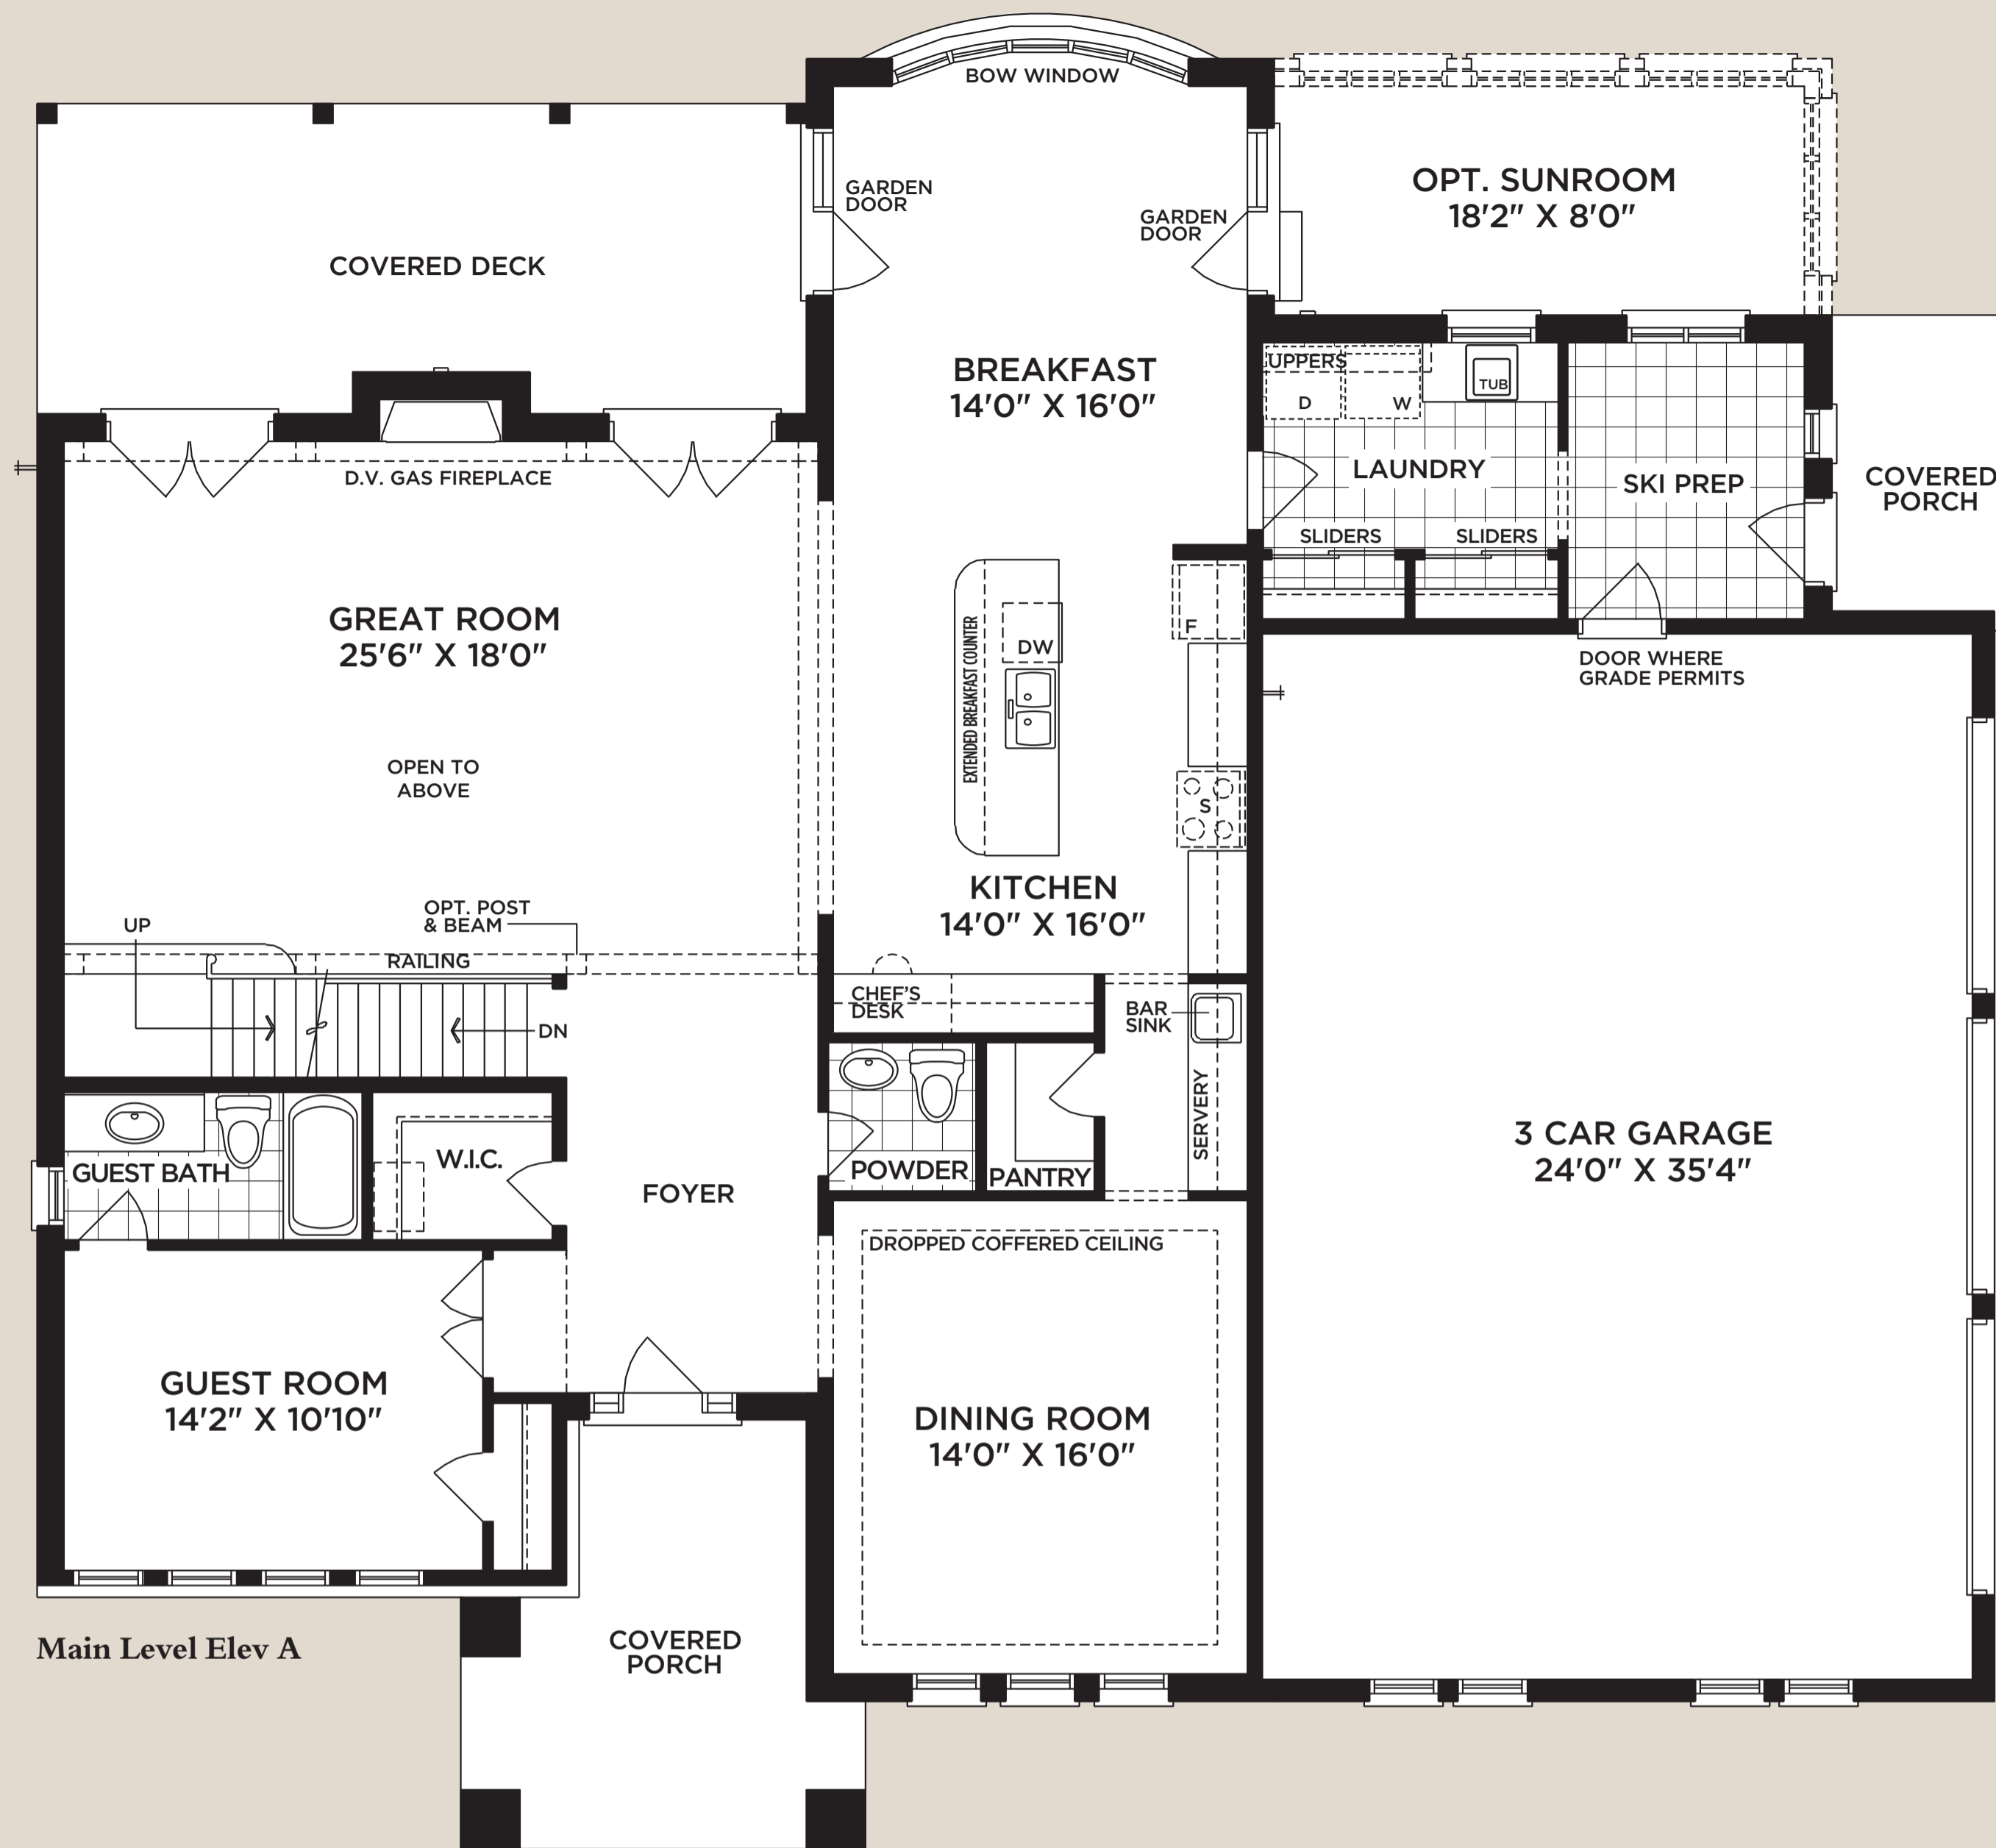 BOW WINDOW
GARDEN
DOOR
GARDEN
DOOR
OPT. SUNROOM
18'2" X 8'0"
COVERED DECK
BREAKFAST
14'0" X 16'0"
UPPERS
D
W
TUB
LAUNDRY
SKI PREP
COVERED
PORCH
SLIDERS
SLIDERS
D.V. GAS FIREPLACE
GREAT ROOM
25'6" X 18'0"
OPEN TO
ABOVE
EXTENDED BREAKFAST COUNTER
DW
F
S
DOOR WHERE
GRADE PERMITS
KITCHEN
14'0" X 16'0"
UP
OPT. POST
& BEAM
RAILING
DN
CHEF'S
DESK
BAR
SINK
SERVERY
GUEST BATH
W.I.C.
FOYER
POWDER
PANTRY
3 CAR GARAGE
24'0" X 35'4"
DROPPED COFFERED CEILING
GUEST ROOM
14'2" X 10'10"
DINING ROOM
14'0" X 16'0"
COVERED
PORCH
Main Level Elev A